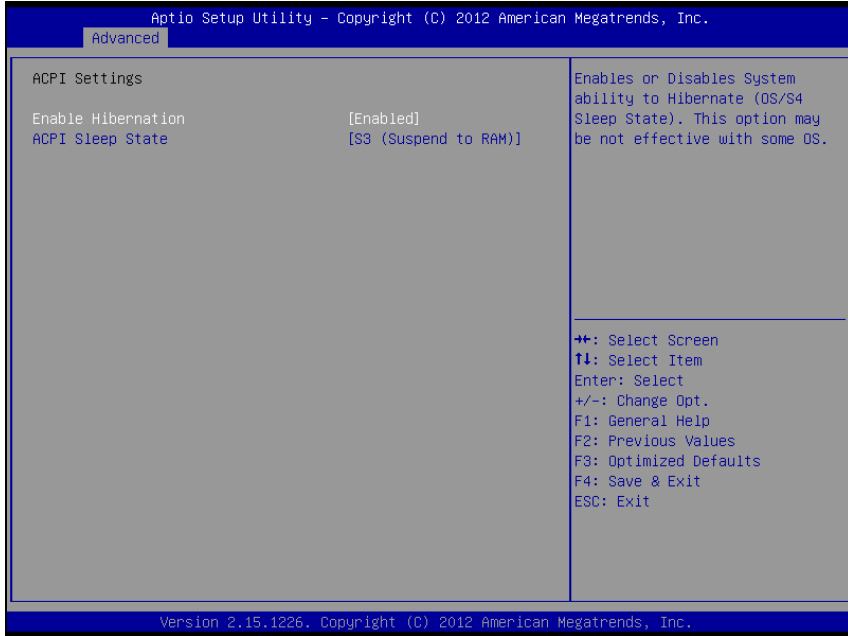 Aptio Setup Utility – Copyright (C) 2012 American Megatrends, Inc.
Advanced
ACPI Settings
Enable Hibernation [Enabled]
ACPI Sleep State [S3 (Suspend to RAM)]
Enables or Disables System
ability to Hibernate (OS/S4
Sleep State). This option may
be not effective with some OS.
→←: Select Screen
↑↓: Select Item
Enter: Select
+/-: Change Opt.
F1: General Help
F2: Previous Values
F3: Optimized Defaults
F4: Save & Exit
ESC: Exit
Version 2.15.1226. Copyright (C) 2012 American Megatrends, Inc.